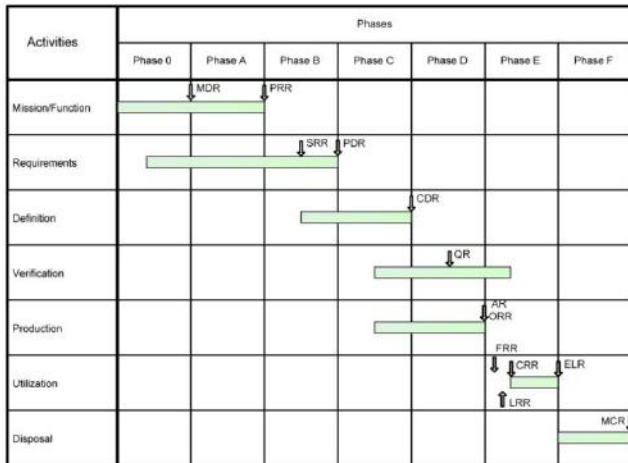 Activities
Phases
Phase 0 Phase A Phase B Phase C Phase D Phase E Phase F
Mission/Function
MDR PRR
Requirements
SRR PDR
Definition
CDR
Verification
QR
Production
AR
ORR
Utilization
FRR
CRR ELR
LRR
Disposal
MCR